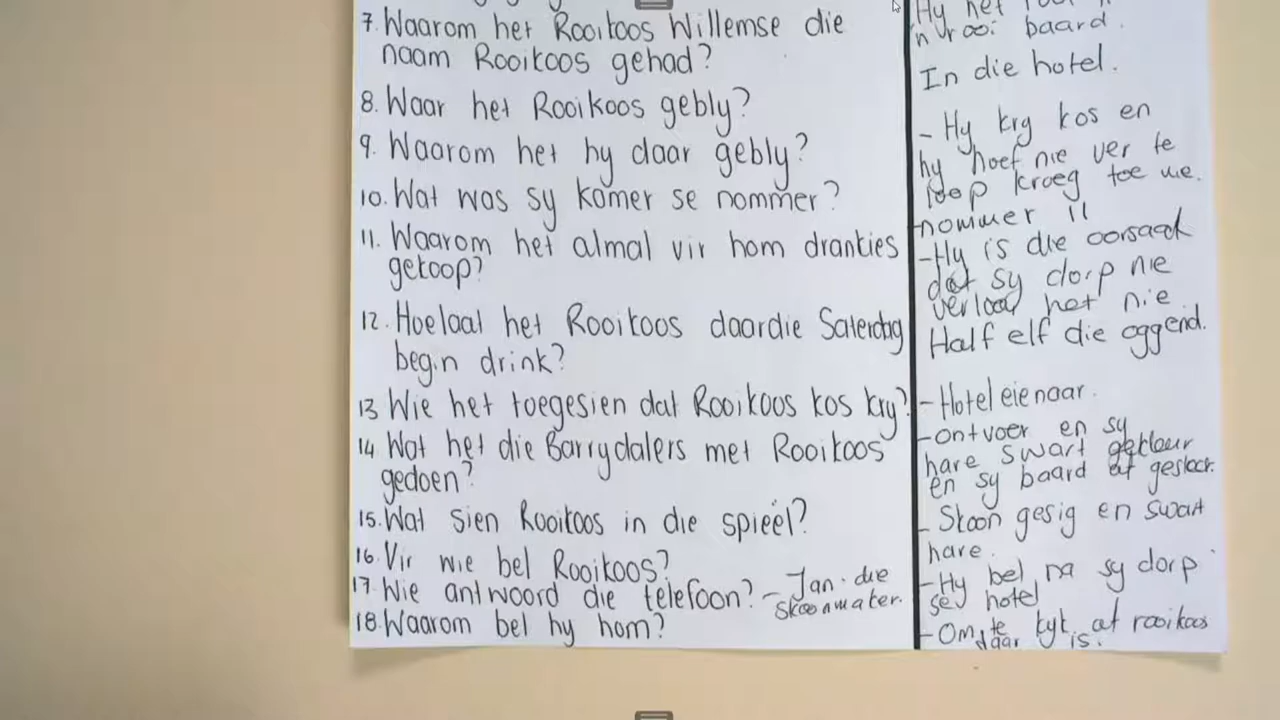 7. Waarom het Rooikoos Willemse die
naam Rooikoos gehad?
8. Waar het Rooikoos gebly?
9. Waarom het hy daar gebly?
10. Wat was sy kamer se nommer?
11. Waarom het almal vir hom drankies
gekoop?
12. Hoelaat het Rooikoos daardie Saterdag
begin drink?
13 Wie het toegesien dat Rooikoos kos kry?
14. Wat het die Barrydalers met Rooikoos
gedoen?
15. Wat sien Rooikoos in die spieël?
16. Vir wie bel Rooikoos?
17. Wie antwoord die telefoon? - Jan die
skoonmaker.
18. Waarom bel hy hom?
Hy het
n rooi baard.
In die hotel.
- Hy kry kos en
hy hoef nie ver te
loop kroeg toe nie.
nommer 11
- Hy is die oorsaak
dat sy dorp nie
verloor het nie.
Half elf die oggend.
- Hotel eienaar.
- ontvoer en sy
hare swart gekleur
en sy baard af geskeer.
- Skoon gesig en swart
hare.
- Hy bel na sy dorp
se hotel
- Om te kyk of rooikoos
daar is.